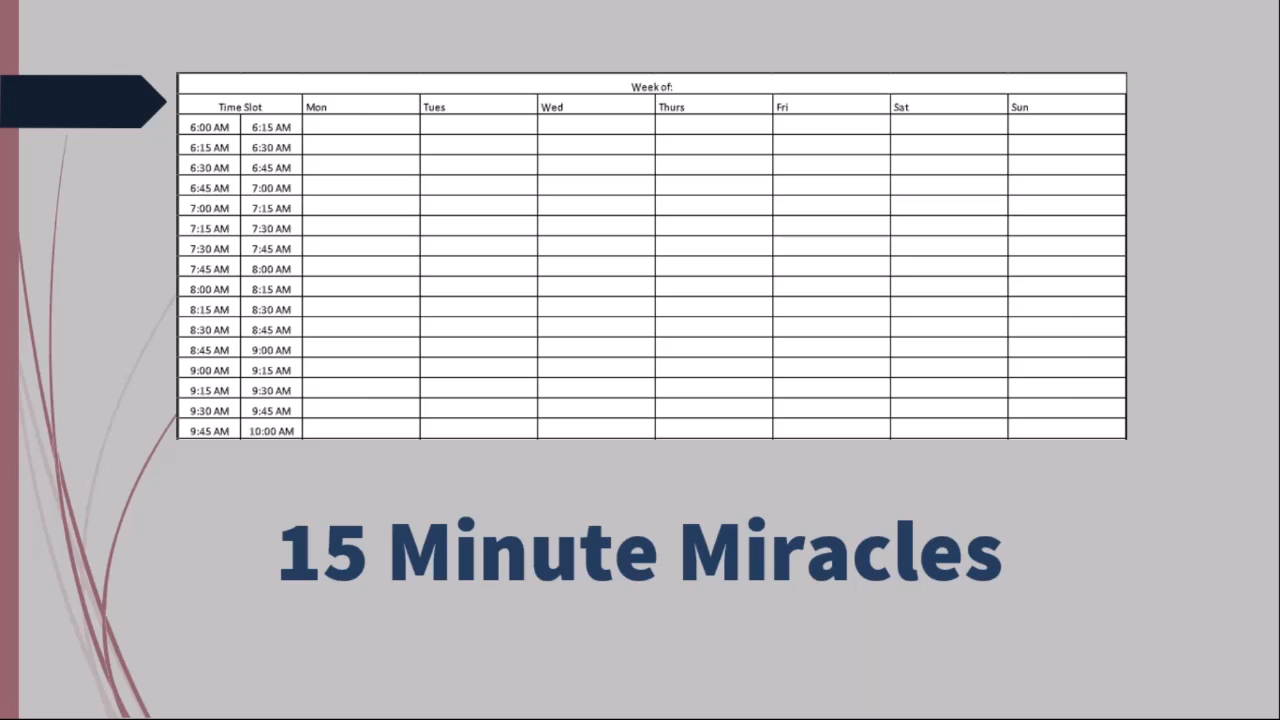 Week of:
Time Slot Mon Tues Wed Thurs Fri Sat Sun
6:00 AM 6:15 AM
6:15 AM 6:30 AM
6:30 AM 6:45 AM
6:45 AM 7:00 AM
7:00 AM 7:15 AM
7:15 AM 7:30 AM
7:30 AM 7:45 AM
7:45 AM 8:00 AM
8:00 AM 8:15 AM
8:15 AM 8:30 AM
8:30 AM 8:45 AM
8:45 AM 9:00 AM
9:00 AM 9:15 AM
9:15 AM 9:30 AM
9:30 AM 9:45 AM
9:45 AM 10:00 AM
15 Minute Miracles